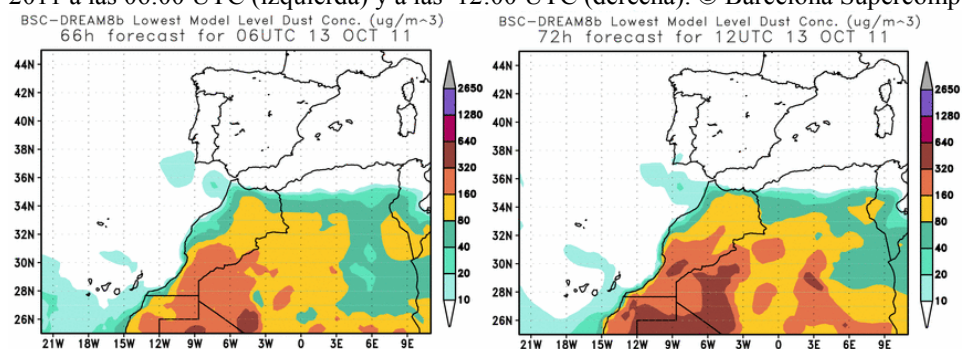 2011 a las 06:00 UTC (izquierda) y a las 12:00 UTC (derecha). © Barcelona Supercomp
BSC-DREAM8b Lowest Model Level Dust Conc. (ug/m~3)
66h forecast for 06UTC 13 OCT 11
44N
42N
40N
38N
36N
34N
32N
30N
28N
26N
21W 18W 15W 12W 9W 6W 3W 0 3E 6E 9E
2650
1280
640
320
160
80
40
20
10
BSC-DREAM8b Lowest Model Level Dust Conc. (ug/m~3)
72h forecast for 12UTC 13 OCT 11
44N
42N
40N
38N
36N
34N
32N
30N
28N
26N
21W 18W 15W 12W 9W 6W 3W 0 3E 6E 9E
2650
1280
640
320
160
80
40
20
10